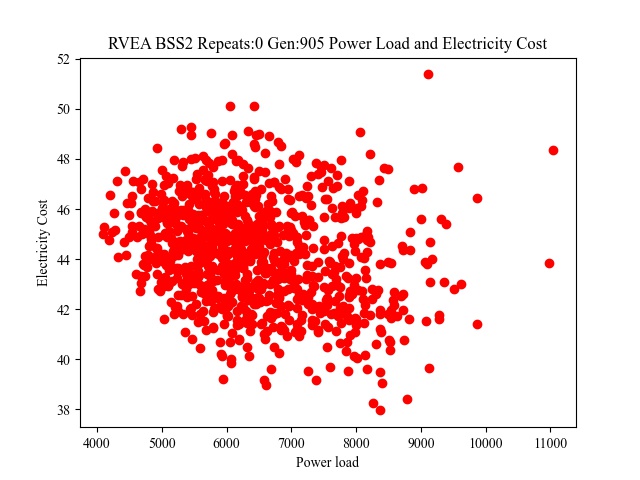 RVEA BSS2 Repeats:0 Gen:905 Power Load and Electricity Cost
52
50
48
46
44
42
40
38
Electricity Cost
4000 5000 6000 7000 8000 9000 10000 11000
Power load